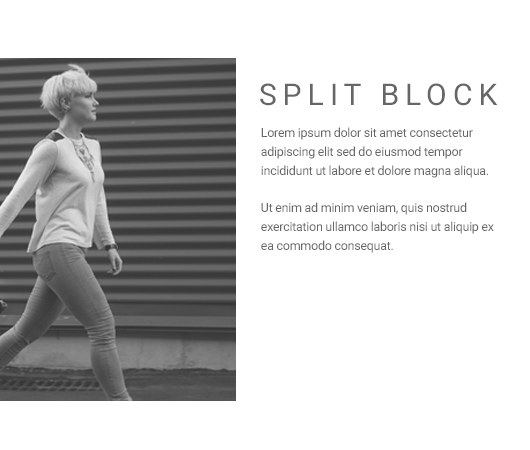 SPLIT BLOCK
Lorem ipsum dolor sit amet consectetur
adipiscing elit sed do eiusmod tempor
incididunt ut labore et dolore magna aliqua.
Ut enim ad minim veniam, quis nostrud
exercitation ullamco laboris nisi ut aliquip ex
ea commodo consequat.